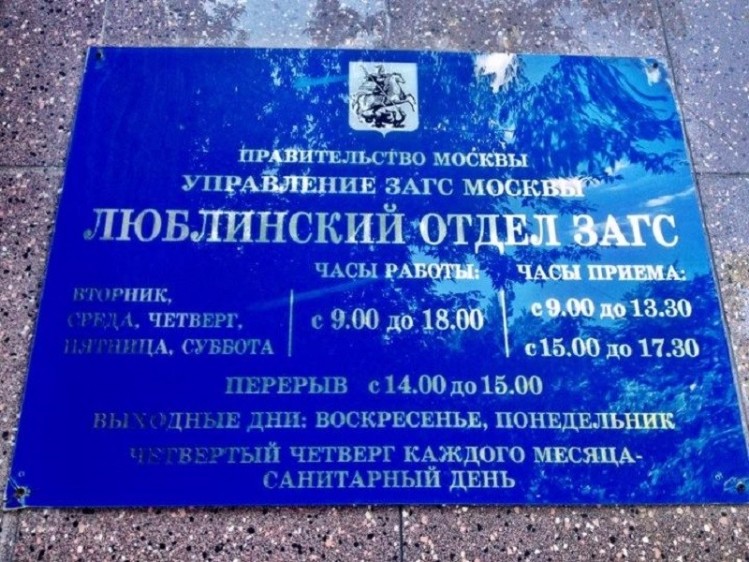 ПРАВИТЕЛЬСТВО МОСКВЫ
УПРАВЛЕНИЕ ЗАГС МОСКВЫ
ЛЮБЛИНСКИЙ ОТДЕЛ ЗАГС
ЧАСЫ РАБОТЫ: ЧАСЫ ПРИЕМА:
ВТОРНИК,
СРЕДА, ЧЕТВЕРГ,
ПЯТНИЦА, СУББОТА
с 9.00 до 18.00
с 9.00 до 13.30
с 15.00 до 17.30
ПЕРЕРЫВ с 14.00 до 15.00
ВЫХОДНЫЕ ДНИ: ВОСКРЕСЕНЬЕ, ПОНЕДЕЛЬНИК
ЧЕТВЕРТЫЙ ЧЕТВЕРГ КАЖДОГО МЕСЯЦА-
САНИТАРНЫЙ ДЕНЬ